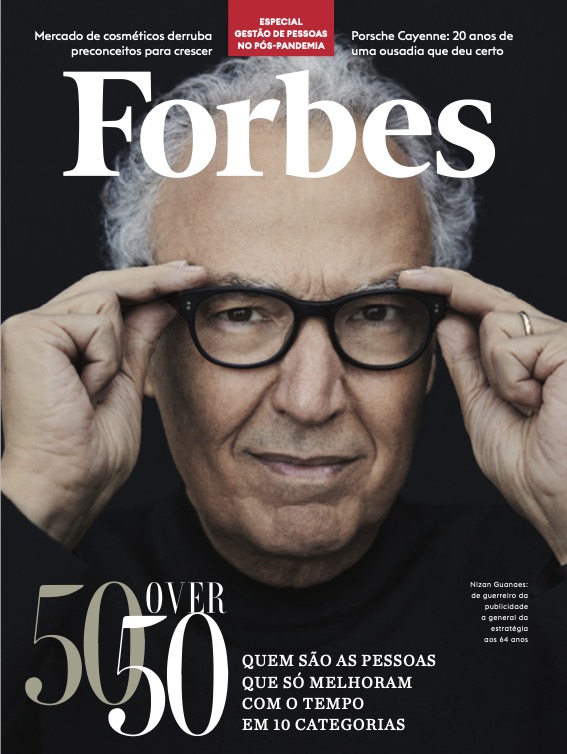 Mercado de cosméticos derruba
preconceitos para crescer
ESPECIAL
GESTÃO DE PESSOAS
NO PÓS-PANDEMIA
Porsche Cayenne: 20 anos de
uma ousadia que deu certo
Forbes
50 OVER
50
QUEM SÃO AS PESSOAS
QUE SÓ MELHORAM
COM O TEMPO
EM 10 CATEGORIAS
Nizan Guanaes:
de guerreiro da
publicidade
a general da
estratégia
aos 64 anos